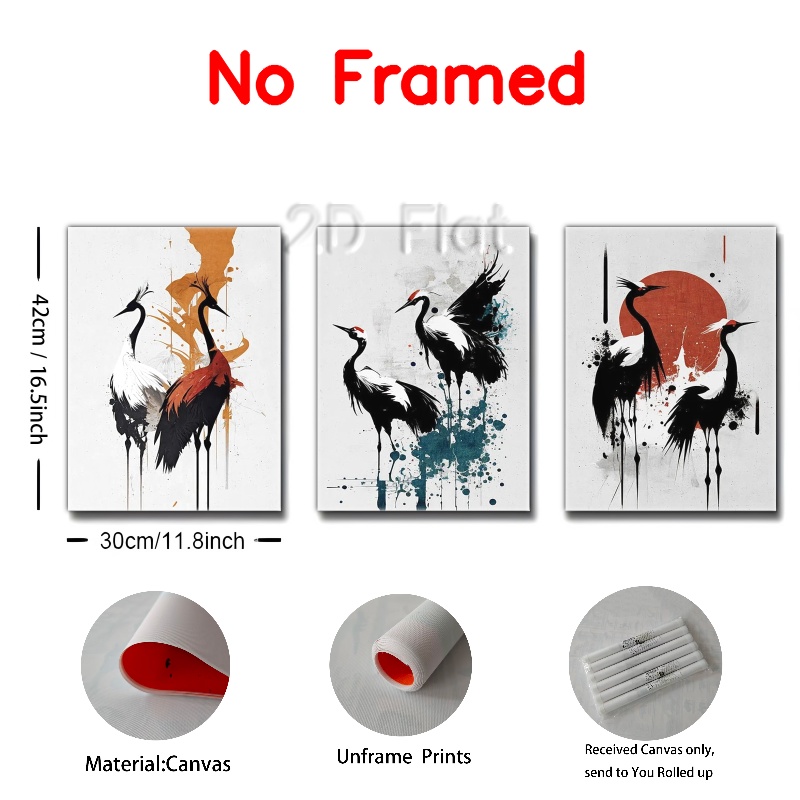 No Framed
2.D Flat.
42cm / 16.5inch
30cm/11.8inch
Material:Canvas
Unframe Prints
Received Canvas only,
send to You Rolled up